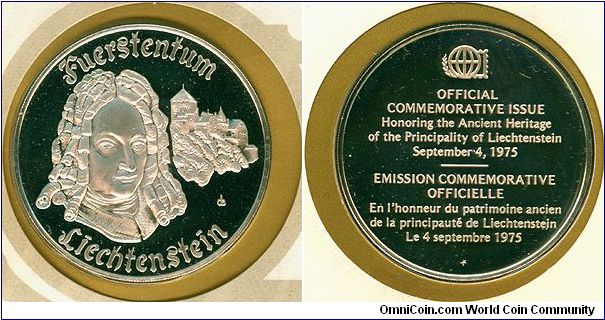 Fuerstentum
Liechtenstein
OFFICIAL
COMMEMORATIVE ISSUE
Honoring the Ancient Heritage
of the Principality of Liechtenstein
September 4, 1975
EMISSION COMMEMORATIVE
OFFICIELLE
En l'honneur du patrimoine ancien
de la principauté de Liechtenstein
Le 4 septembre 1975
OmniCoin.com World Coin Community